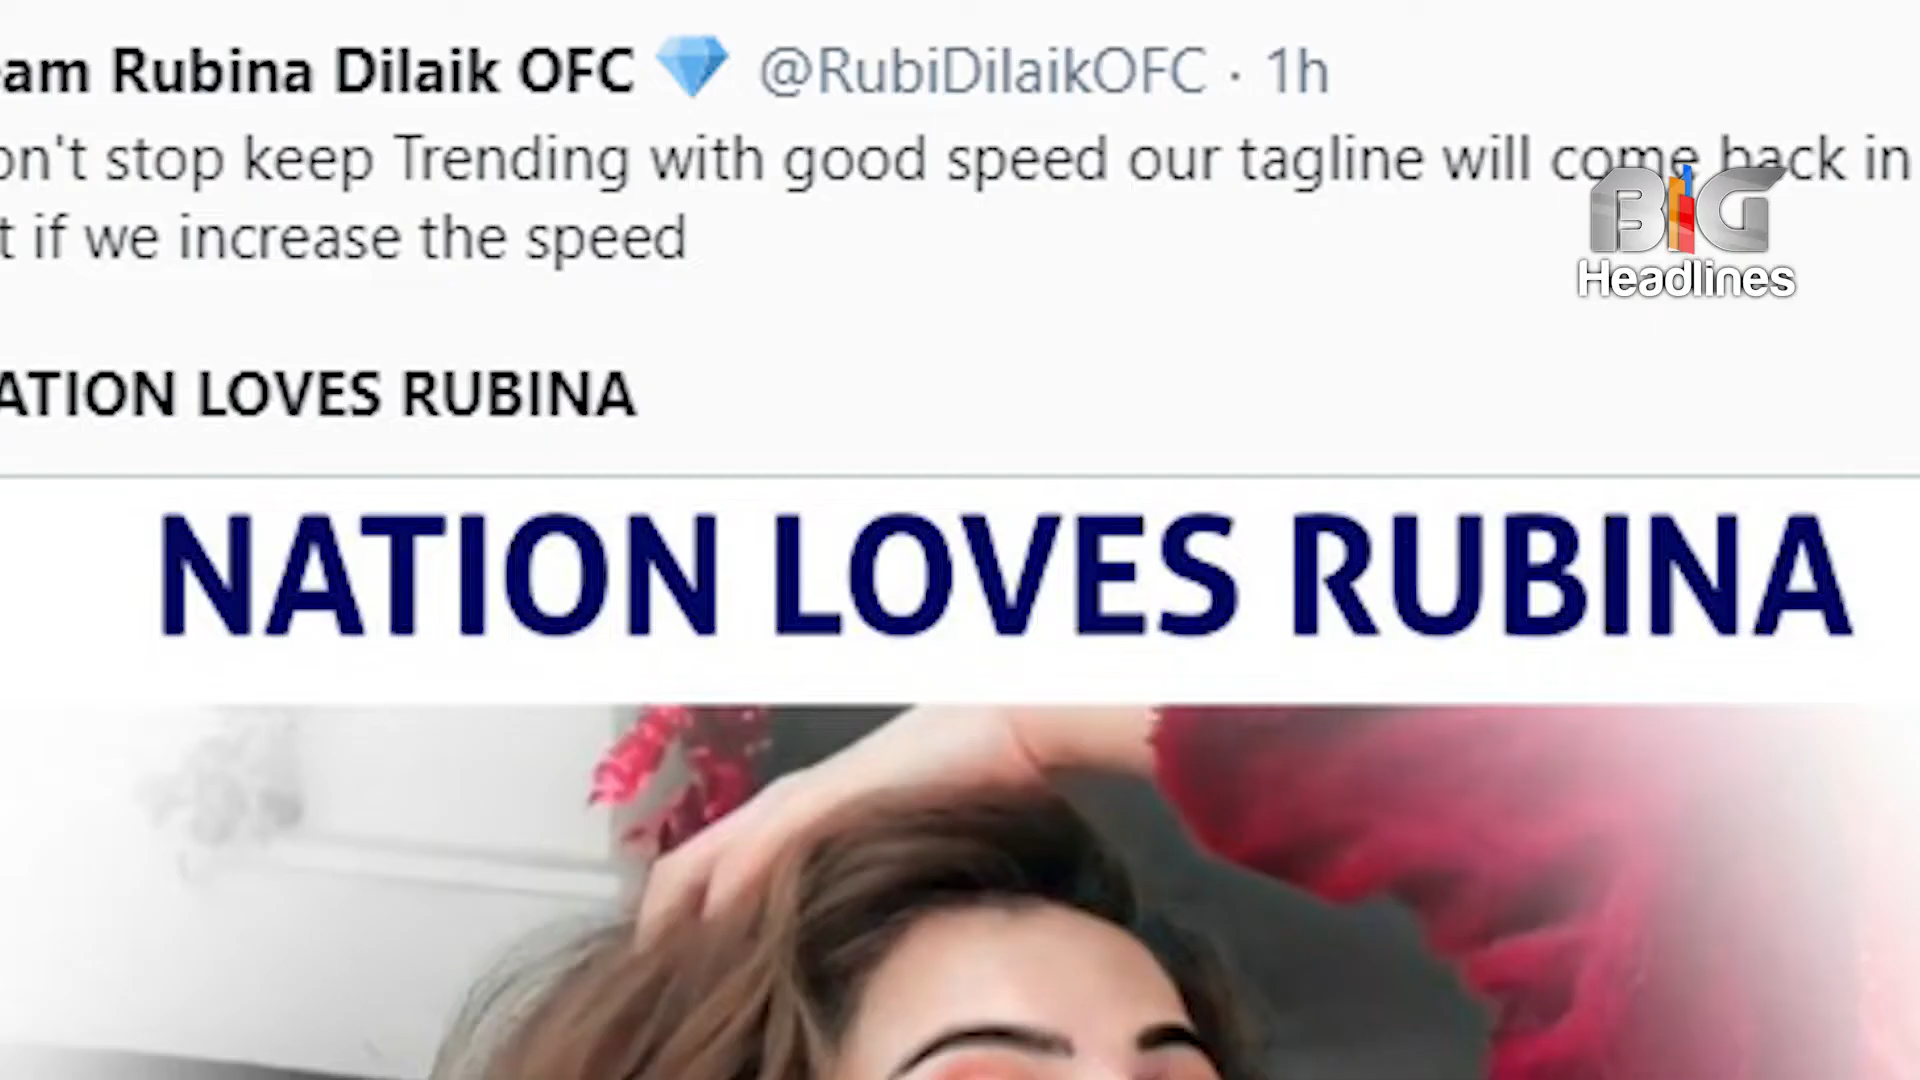 eam Rubina Dilaik OFC 💎 @RubiDilaikOFC · 1h
on't stop keep Trending with good speed our tagline will come back in
t if we increase the speed
BIG
Headlines
ATION LOVES RUBINA
NATION LOVES RUBINA